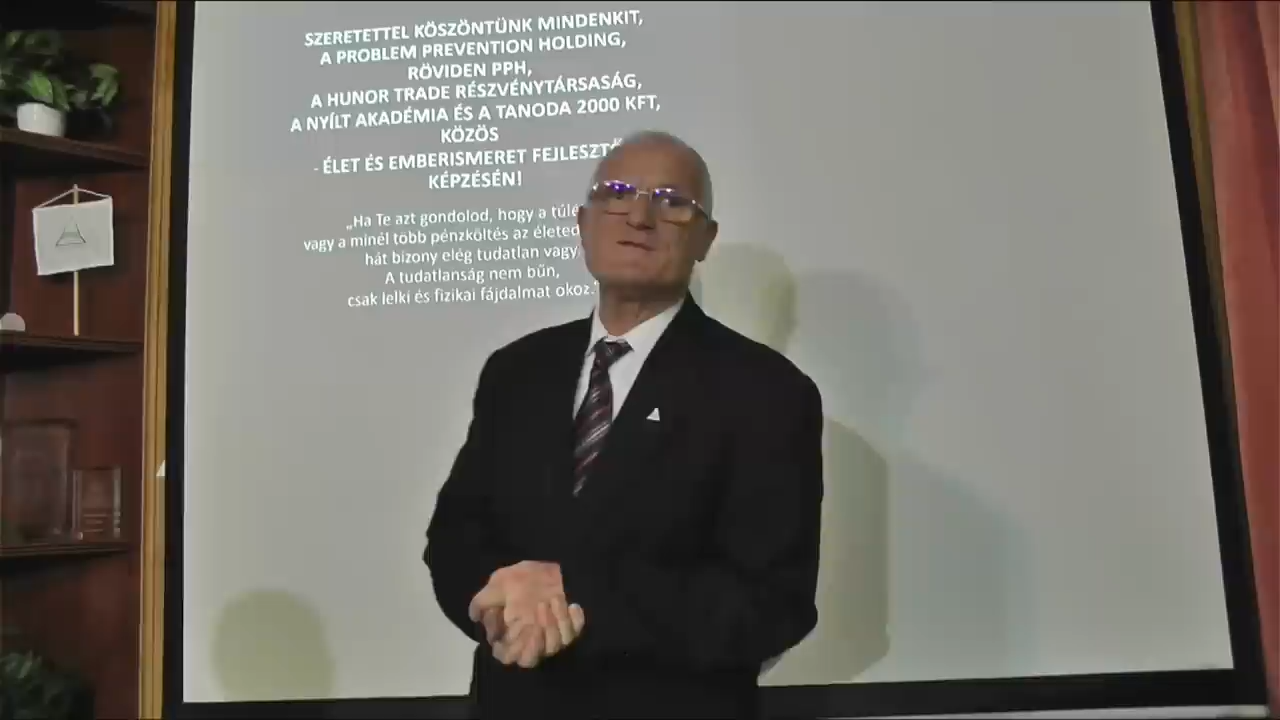 SZERETETTEL KÖSZÖNTÜNK MINDENKIT,
A PROBLEM PREVENTION HOLDING,
RÖVIDEN PPH,
A HUNOR TRADE RÉSZVÉNYTÁRSASÁG,
A NYÍLT AKADÉMIA ÉS A TANODA 2000 KFT,
KÖZÖS
- ÉLET ÉS EMBERISMERET
KÉPZÉSÉN!
„Ha Te azt gondolod, hogy a
vagy a minél több pénzköltés az
hát bizony elég tudatlan vagy
A tudatlanság nem bűn,
csak lelki és fizikai fájdalmat okoz.”